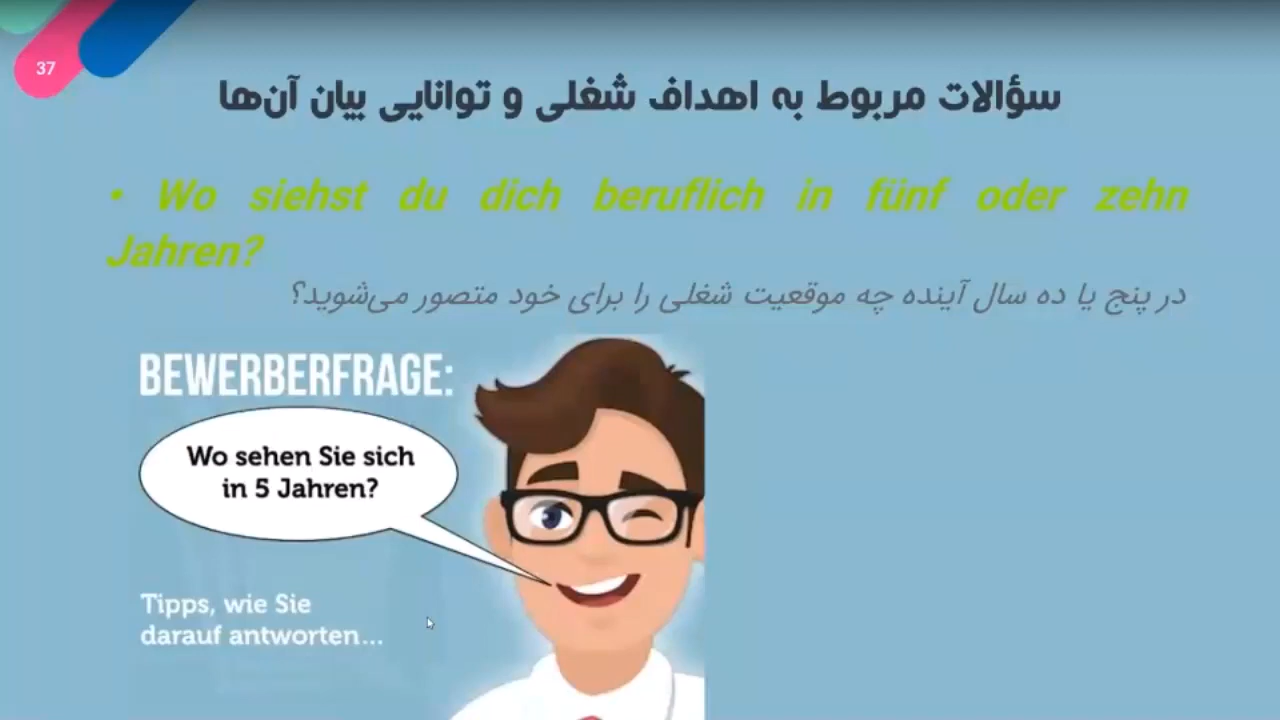 37
سؤالات مربوط به اهداف شغلی و توانایی بیان آن‌ها
• Wo siehst du dich beruflich in fünf oder zehn
Jahren?
در پنج یا ده سال آینده چه موقعیت شغلی را برای خود متصور می‌شوید؟
BEWERBERFRAGE:
Wo sehen Sie sich
in 5 Jahren?
Tipps, wie Sie
darauf antworten...